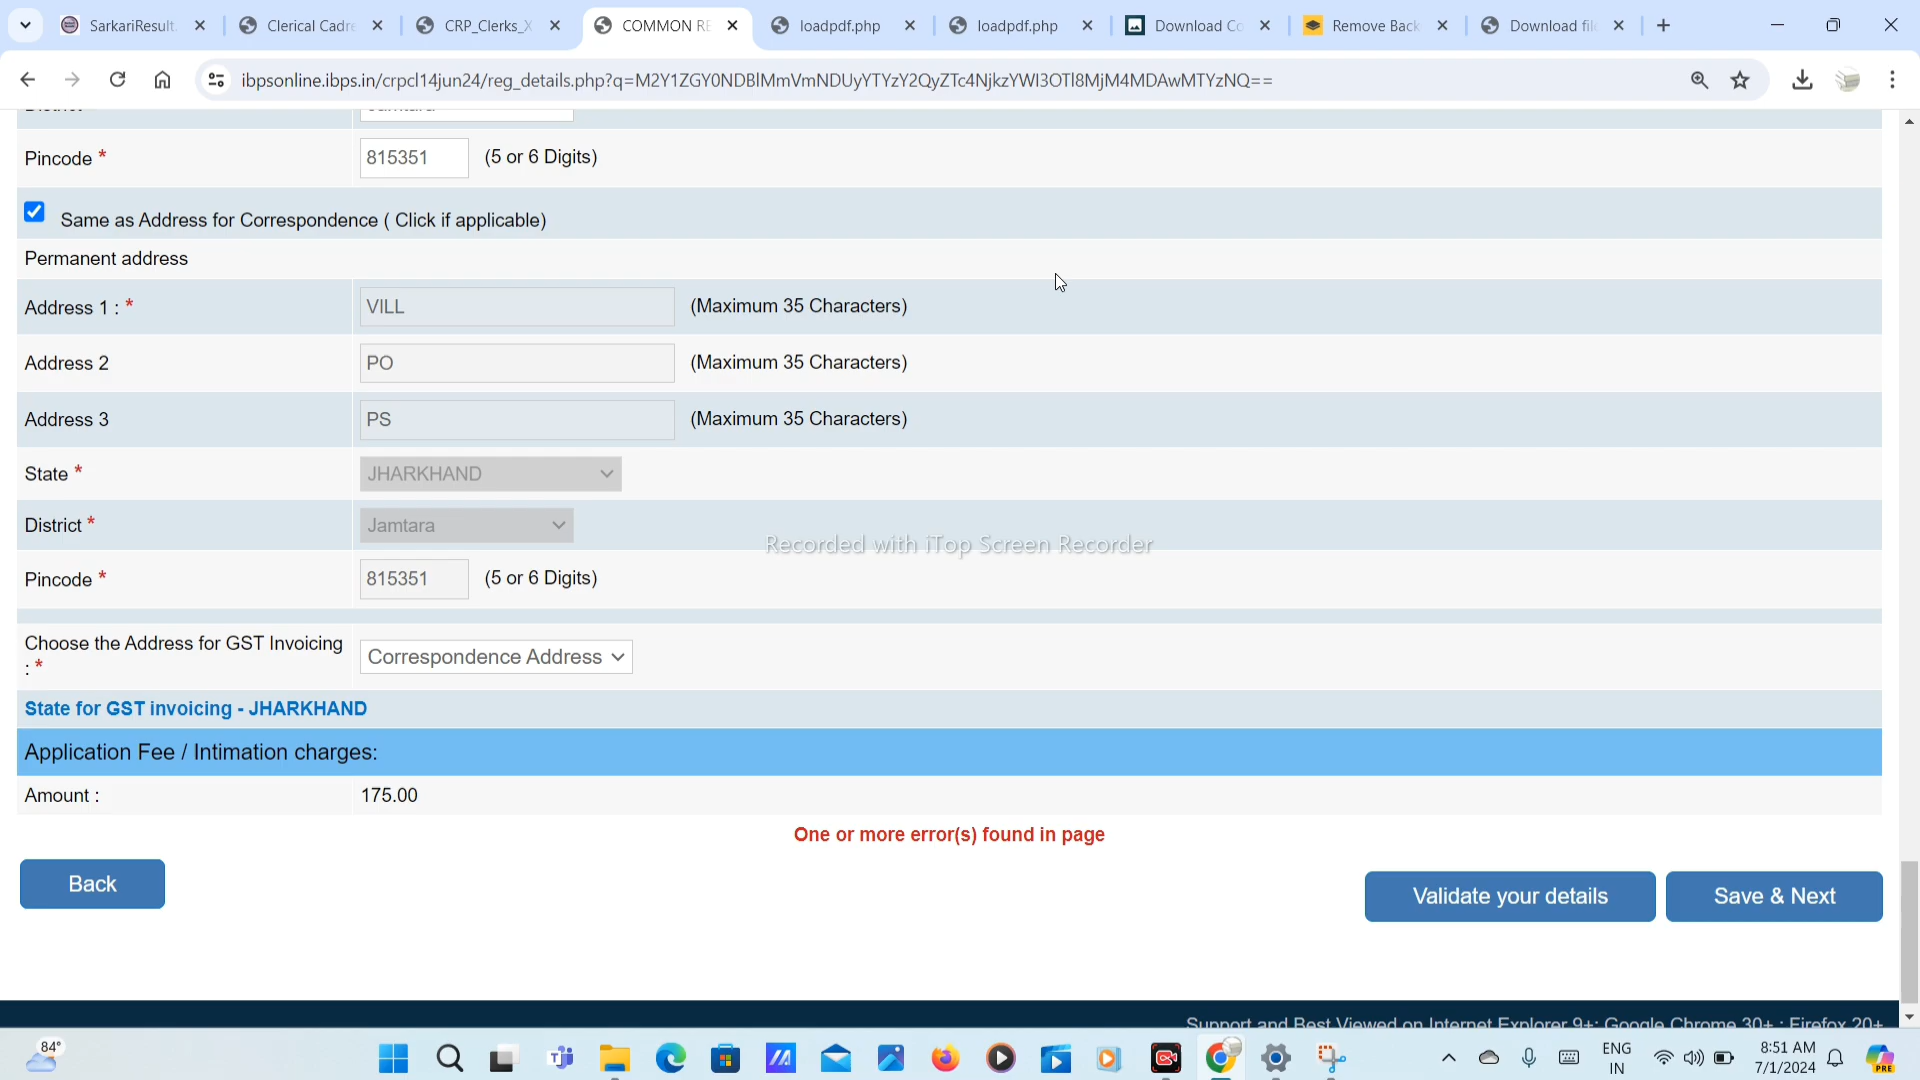 SarkariResult.
Clerical Cadre
CRP_Clerks_X
COMMON RE
loadpdf.php
loadpdf.php
Download Co
Remove Back
Download file
ibpsonline.ibps.in/crpcl14jun24/reg_details.php?q=M2Y1ZGY0NDBlMmVmNDUyYTYzY2QyZTc4NjkzYWI3OTI8MjM4MDAwMTYzNQ==
Pincode * 815351 (5 or 6 Digits)
Same as Address for Correspondence ( Click if applicable)
Permanent address
Address 1 : * VILL (Maximum 35 Characters)
Address 2 PO (Maximum 35 Characters)
Address 3 PS (Maximum 35 Characters)
State * JHARKHAND
District * Jamtara
Recorded with iTop Screen Recorder
Pincode * 815351 (5 or 6 Digits)
Choose the Address for GST Invoicing
: * Correspondence Address
State for GST invoicing - JHARKHAND
Application Fee / Intimation charges:
Amount : 175.00
One or more error(s) found in page
Back
Validate your details
Save & Next
Support and Best Viewed on Internet Explorer 9+; Google Chrome 30+ ; Firefox 20+
84°
ENG
IN
8:51 AM
7/1/2024
PRE